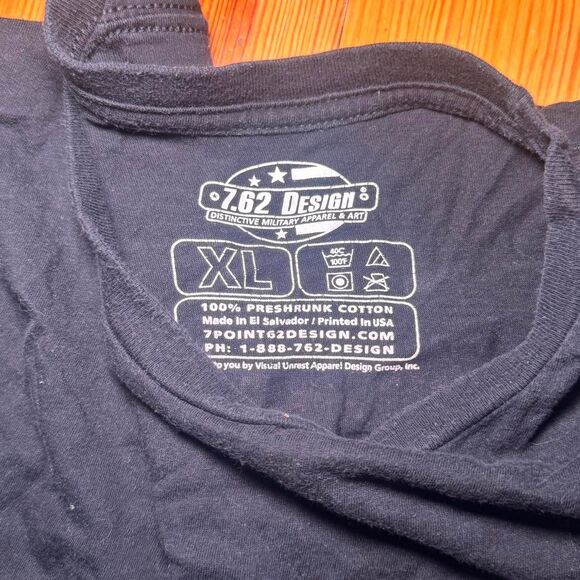 7.62 DESIGN
DISTINCTIVE MILITARY APPAREL & ART
XL
40C
100°F
100% PRESHRUNK COTTON
Made in El Salvador / Printed in USA
7POINT62DESIGN.COM
PH: 1-888-762-DESIGN
to you by Visual Unrest Apparel Design Group, Inc.